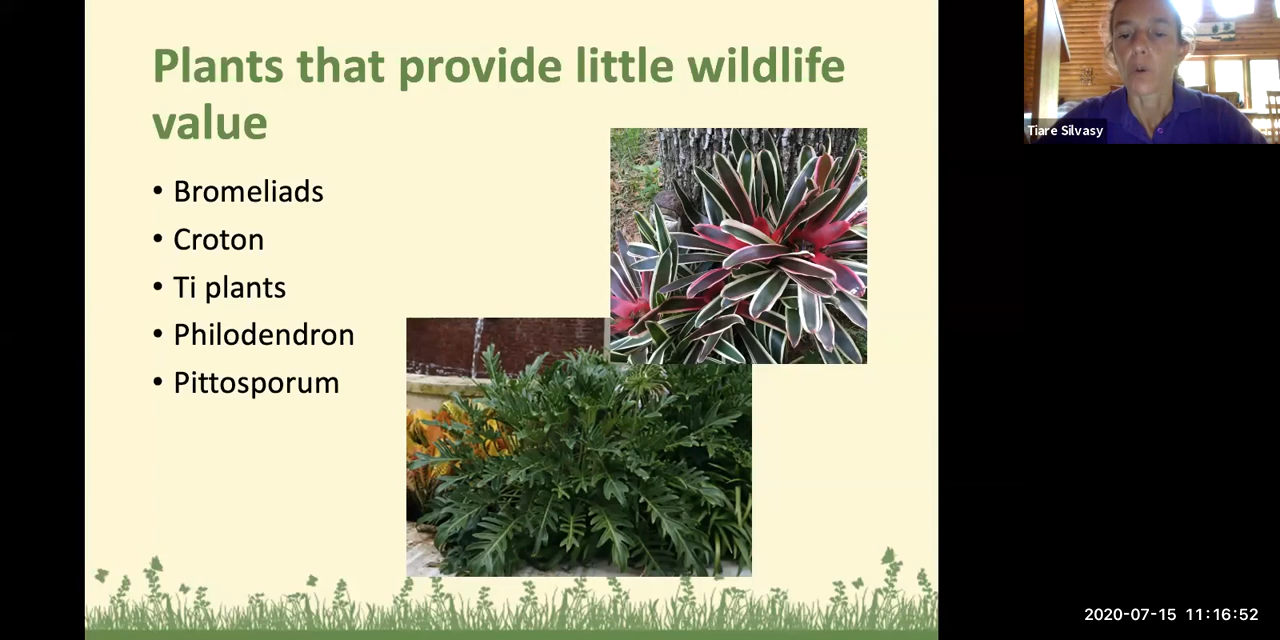 Plants that provide little wildlife
value
• Bromeliads
• Croton
• Ti plants
• Philodendron
• Pittosporum
Tiare Silvasy
2020-07-15 11:16:52